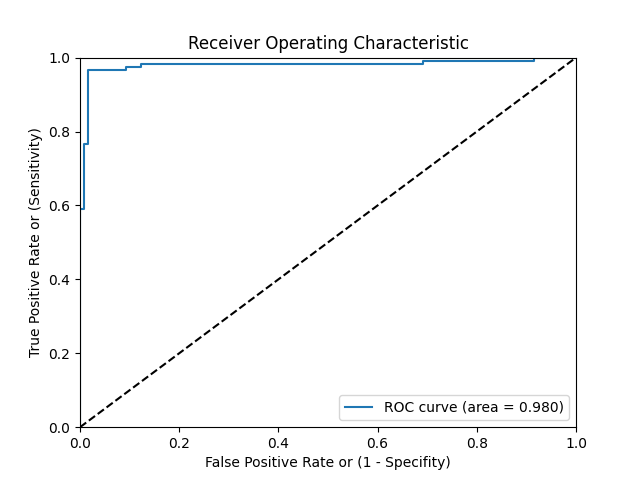 Receiver Operating Characteristic
1.0
0.8
0.6
0.4
0.2
0.0
True Positive Rate or (Sensitivity)
ROC curve (area = 0.980)
0.0 0.2 0.4 0.6 0.8 1.0
False Positive Rate or (1 - Specifity)